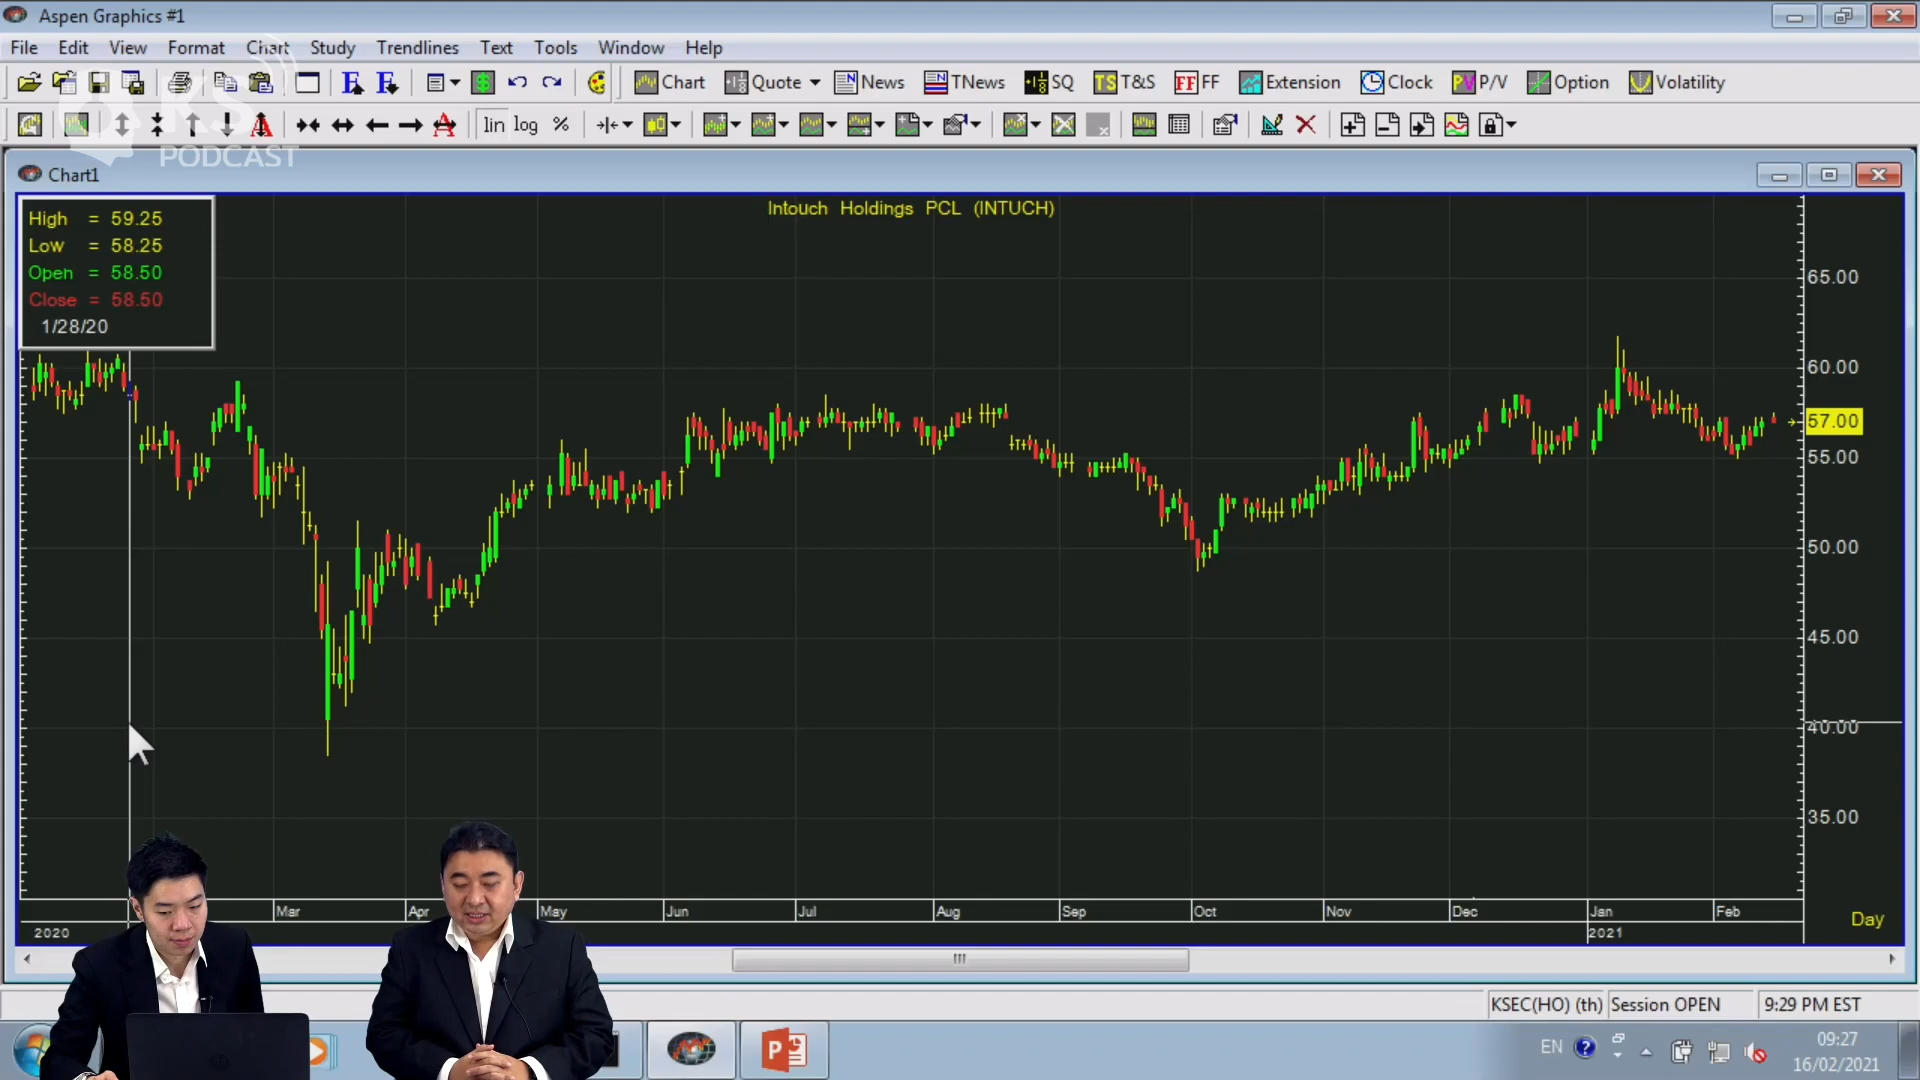 Aspen Graphics #1
File Edit View Format Chart Study Trendlines Text Tools Window Help
Chart Quote News TNews SQ T&S FF Extension Clock P/V Option Volatility
lin log %
KS
PODCAST
Chart1
High = 59.25
Low = 58.25
Open = 58.50
Close = 58.50
1/28/20
Intouch Holdings PCL (INTUCH)
65.00
60.00
57.00
55.00
50.00
45.00
40.00
35.00
Mar Apr May Jun Jul Aug Sep Oct Nov Dec Jan Feb
Day
2020 2021
KSEC(HO) (th) Session OPEN 9:29 PM EST
EN
09:27
16/02/2021